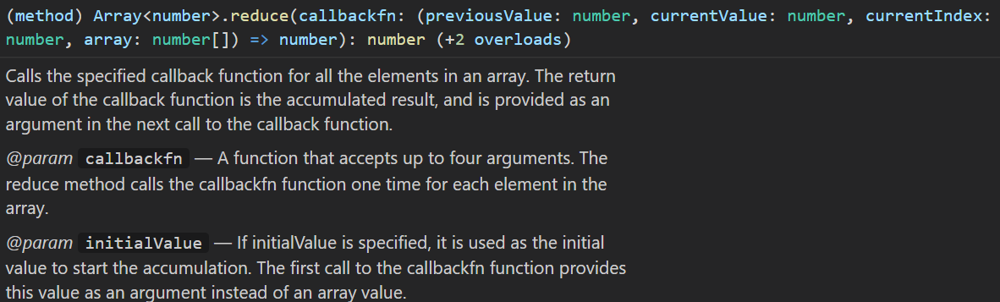 (method) Array<number>.reduce(callbackfn: (previousValue: number, currentValue: number, currentIndex:
number, array: number[]) => number): number (+2 overloads)
Calls the specified callback function for all the elements in an array. The return
value of the callback function is the accumulated result, and is provided as an
argument in the next call to the callback function.
@param callbackfn — A function that accepts up to four arguments. The
reduce method calls the callbackfn function one time for each element in the
array.
@param initialValue — If initialValue is specified, it is used as the initial
value to start the accumulation. The first call to the callbackfn function provides
this value as an argument instead of an array value.